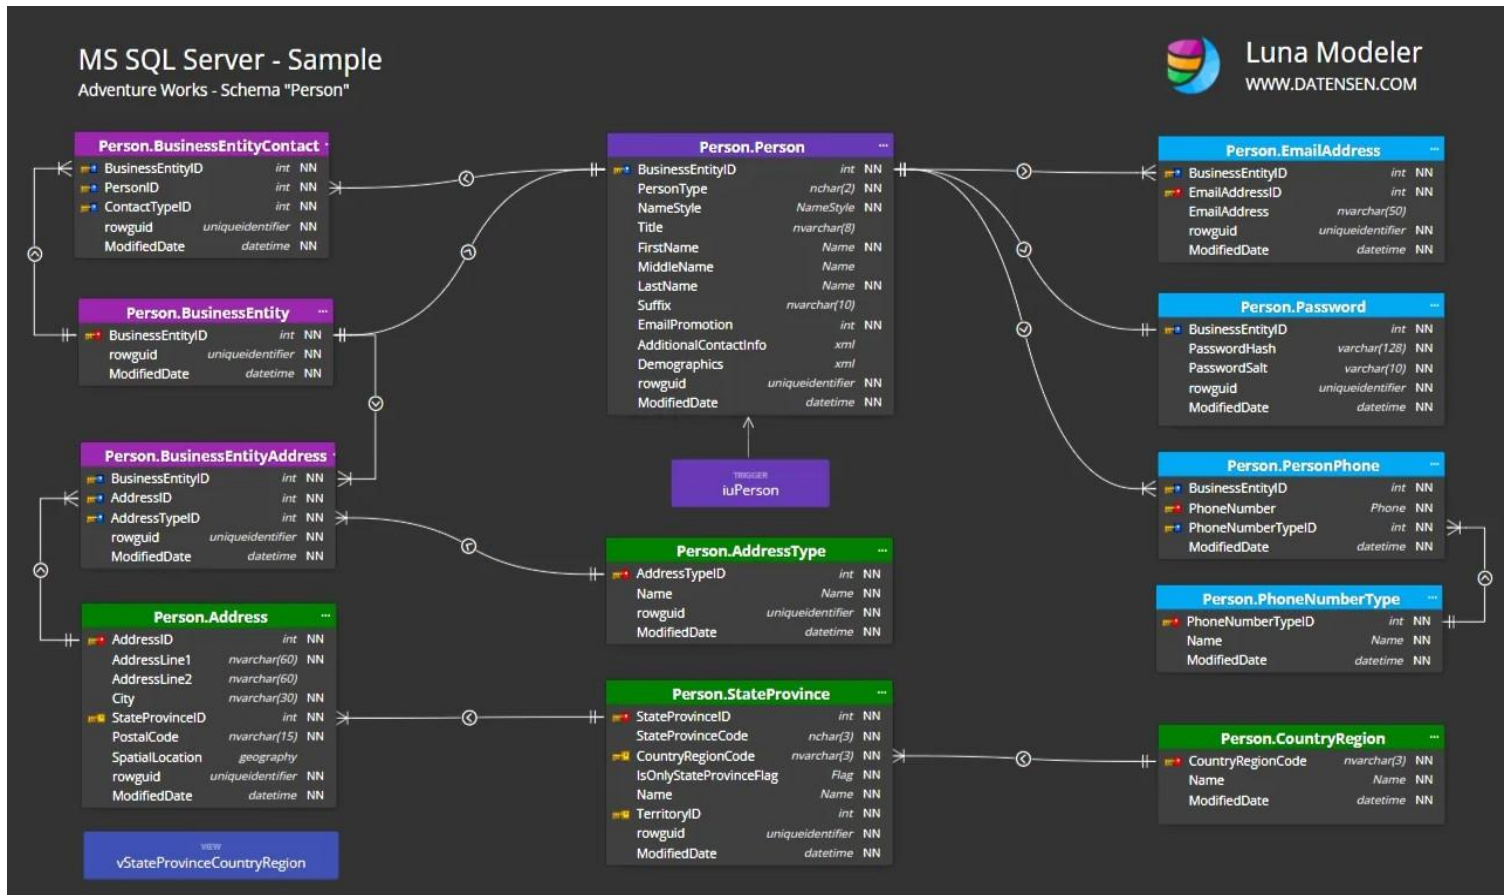 MS SQL Server - Sample
Adventure Works - Schema "Person"
Luna Modeler
WWW.DATENSEN.COM
Person.BusinessEntityContact
BusinessEntityID int NN
PersonID int NN
ContactTypeID int NN
rowguid uniqueidentifier NN
ModifiedDate datetime NN
Person.BusinessEntity
BusinessEntityID int NN
rowguid uniqueidentifier NN
ModifiedDate datetime NN
Person.BusinessEntityAddress
BusinessEntityID int NN
AddressID int NN
AddressTypeID int NN
rowguid uniqueidentifier NN
ModifiedDate datetime NN
Person.Address
AddressID int NN
AddressLine1 nvarchar(60) NN
AddressLine2 nvarchar(60)
City nvarchar(30) NN
StateProvinceID int NN
PostalCode nvarchar(15) NN
SpatialLocation geography
rowguid uniqueidentifier NN
ModifiedDate datetime NN
VIEW
vStateProvinceCountryRegion
Person.Person
BusinessEntityID int NN
PersonType nchar(2) NN
NameStyle NameStyle NN
Title nvarchar(8)
FirstName Name NN
MiddleName Name
LastName Name NN
Suffix nvarchar(10)
EmailPromotion int NN
AdditionalContactInfo xml
Demographics xml
rowguid uniqueidentifier NN
ModifiedDate datetime NN
TRIGGER
iuPerson
Person.AddressType
AddressTypeID int NN
Name Name NN
rowguid uniqueidentifier NN
ModifiedDate datetime NN
Person.StateProvince
StateProvinceID int NN
StateProvinceCode nchar(3) NN
CountryRegionCode nvarchar(3) NN
IsOnlyStateProvinceFlag Flag NN
Name Name NN
TerritoryID int NN
rowguid uniqueidentifier NN
ModifiedDate datetime NN
Person.EmailAddress
BusinessEntityID int NN
EmailAddressID int NN
EmailAddress nvarchar(50)
rowguid uniqueidentifier NN
ModifiedDate datetime NN
Person.Password
BusinessEntityID int NN
PasswordHash varchar(128) NN
PasswordSalt varchar(10) NN
rowguid uniqueidentifier NN
ModifiedDate datetime NN
Person.PersonPhone
BusinessEntityID int NN
PhoneNumber Phone NN
PhoneNumberTypeID int NN
ModifiedDate datetime NN
Person.PhoneNumberType
PhoneNumberTypeID int NN
Name Name NN
ModifiedDate datetime NN
Person.CountryRegion
CountryRegionCode nvarchar(3) NN
Name Name NN
ModifiedDate datetime NN